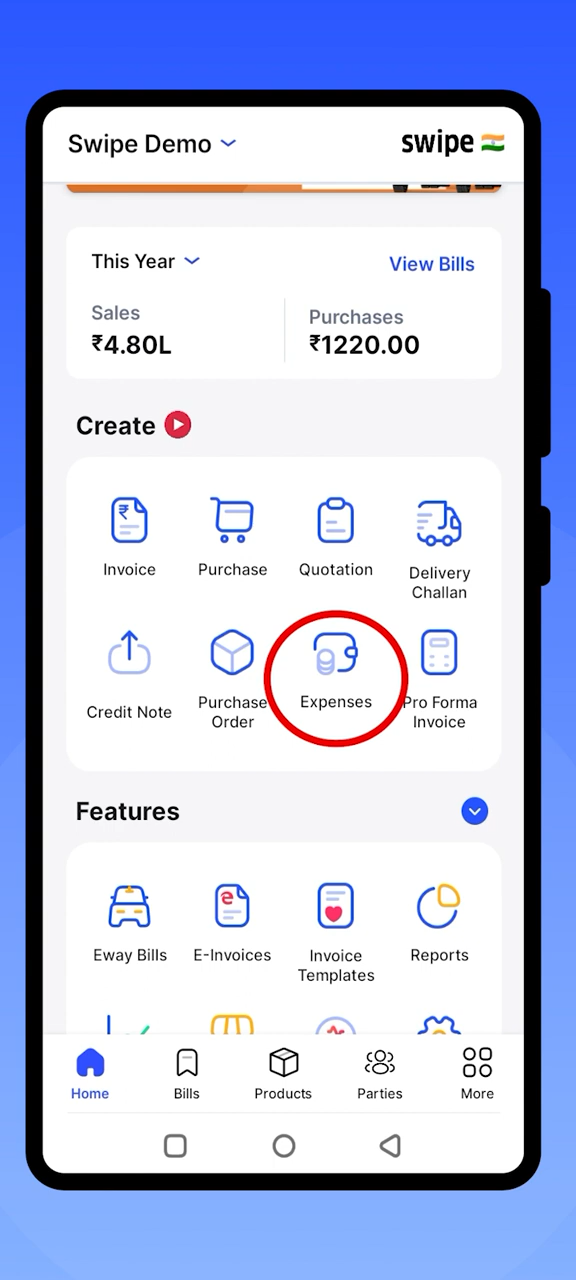 Swipe Demo
swipe
This Year
View Bills
Sales
Purchases
₹4.80L
₹1220.00
Create
₹
Invoice
Purchase
Quotation
Delivery
Challan
Credit Note
Purchase
Order
Expenses
Pro Forma
Invoice
Features
e
Eway Bills
E-Invoices
Invoice
Templates
Reports
Home
Bills
Products
Parties
More